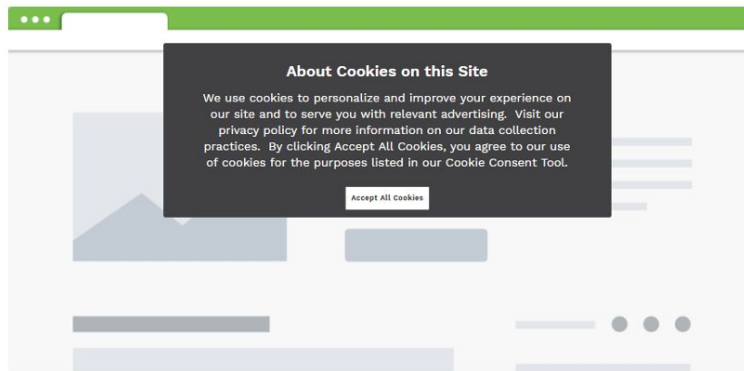 About Cookies on this Site
We use cookies to personalize and improve your experience on
our site and to serve you with relevant advertising. Visit our
privacy policy for more information on our data collection
practices. By clicking Accept All Cookies, you agree to our use
of cookies for the purposes listed in our Cookie Consent Tool.
Accept All Cookies